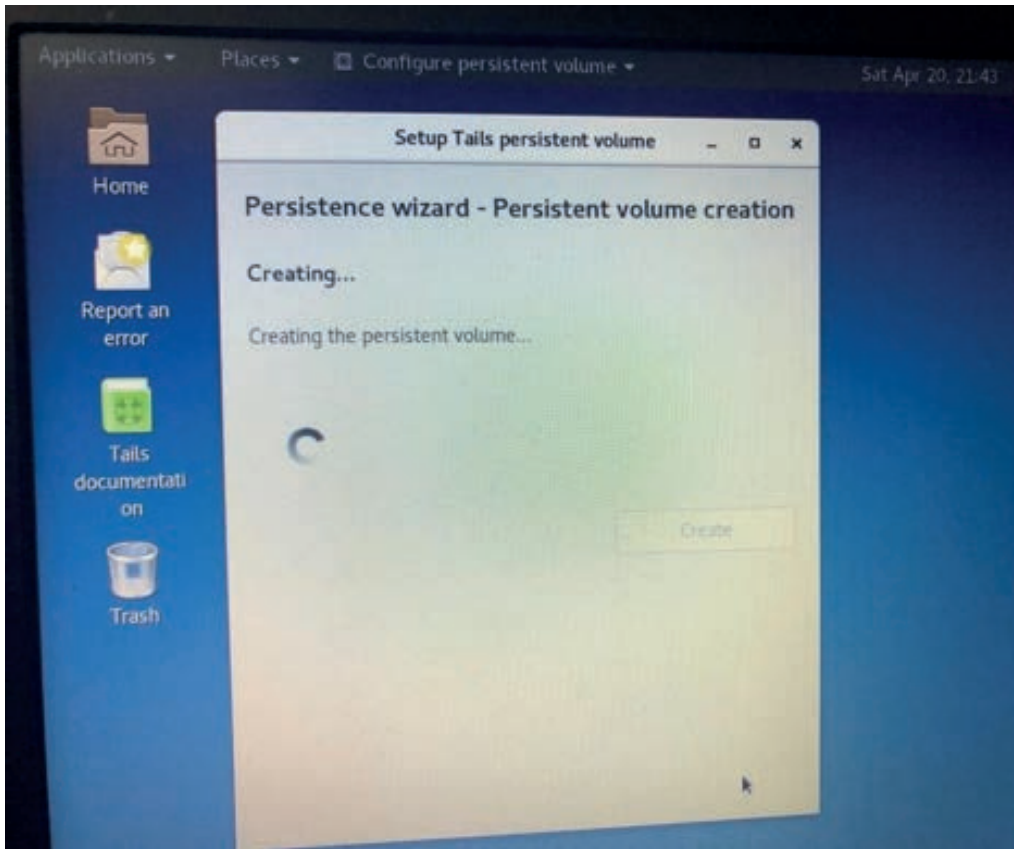 Applications
Places
Configure persistent volume
Sat Apr 20, 21:43
Home
Report an
error
Tails
documentati
on
Trash
Setup Tails persistent volume
Persistence wizard - Persistent volume creation
Creating...
Creating the persistent volume...
Create